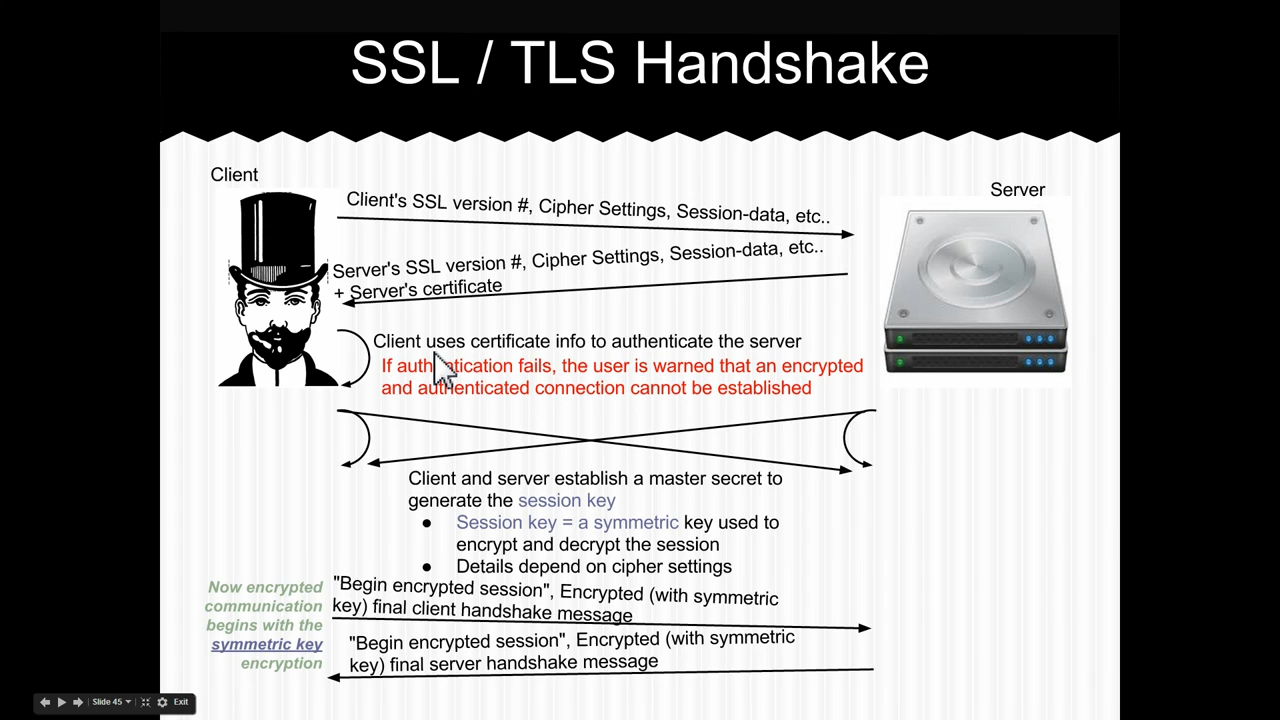 SSL / TLS Handshake
Client
Server
Client's SSL version #, Cipher Settings, Session-data, etc..
Server's SSL version #, Cipher Settings, Session-data, etc..
+ Server's certificate
Client uses certificate info to authenticate the server
If authentication fails, the user is warned that an encrypted
and authenticated connection cannot be established
Client and server establish a master secret to
generate the session key
● Session key = a symmetric key used to
encrypt and decrypt the session
● Details depend on cipher settings
Now encrypted
communication
begins with the
symmetric key
encryption
"Begin encrypted session", Encrypted (with symmetric
key) final client handshake message
"Begin encrypted session", Encrypted (with symmetric
key) final server handshake message
Slide 45
Exit